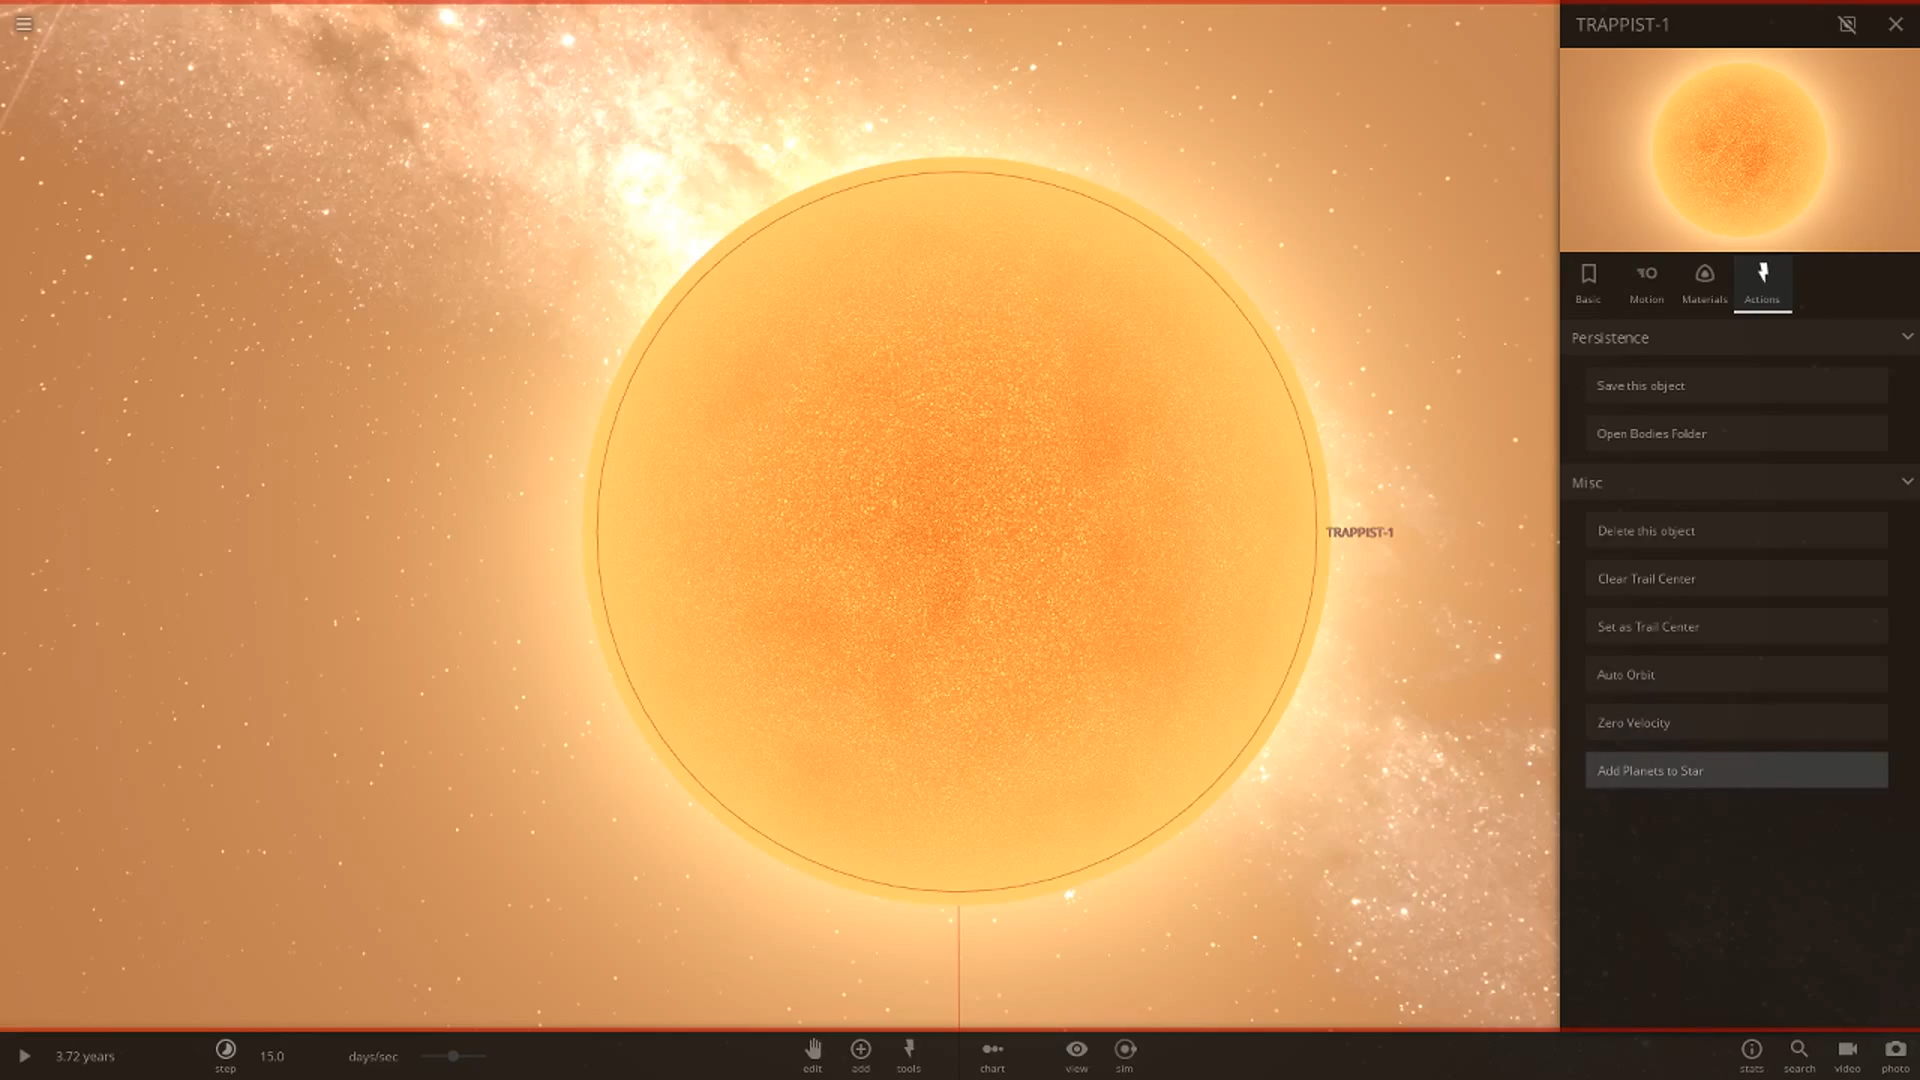 TRAPPIST-1
Basic
Motion
Materials
Actions
Persistence
Save this object
Open Bodies Folder
Misc
Delete this object
Clear Trail Center
Set as Trail Center
Auto Orbit
Zero Velocity
Add Planets to Star
TRAPPIST-1
3.72 years
step
15.0
days/sec
edit
add
tools
chart
view
sim
stats
search
video
photo